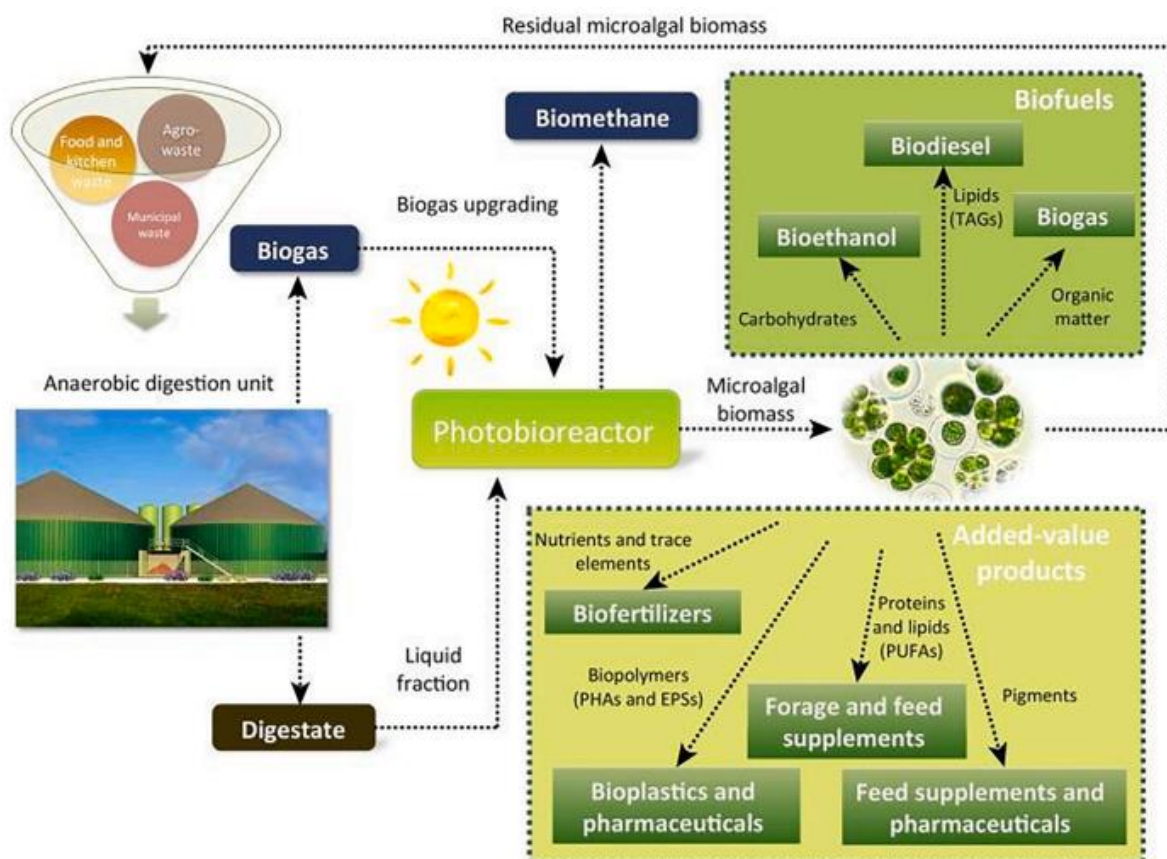 Residual microalgal biomass
Food and
kitchen
waste
Agro-
waste
Municipal
waste
Biomethane
Biogas upgrading
Biogas
Anaerobic digestion unit
Photobioreactor
Microalgal
biomass
Liquid
fraction
Digestate
Biofuels
Biodiesel
Lipids
(TAGs)
Bioethanol
Biogas
Carbohydrates
Organic
matter
Added-value
products
Nutrients and trace
elements
Biofertilizers
Proteins
and lipids
(PUFAs)
Biopolymers
(PHAs and EPSs)
Pigments
Forage and feed
supplements
Bioplastics and
pharmaceuticals
Feed supplements and
pharmaceuticals